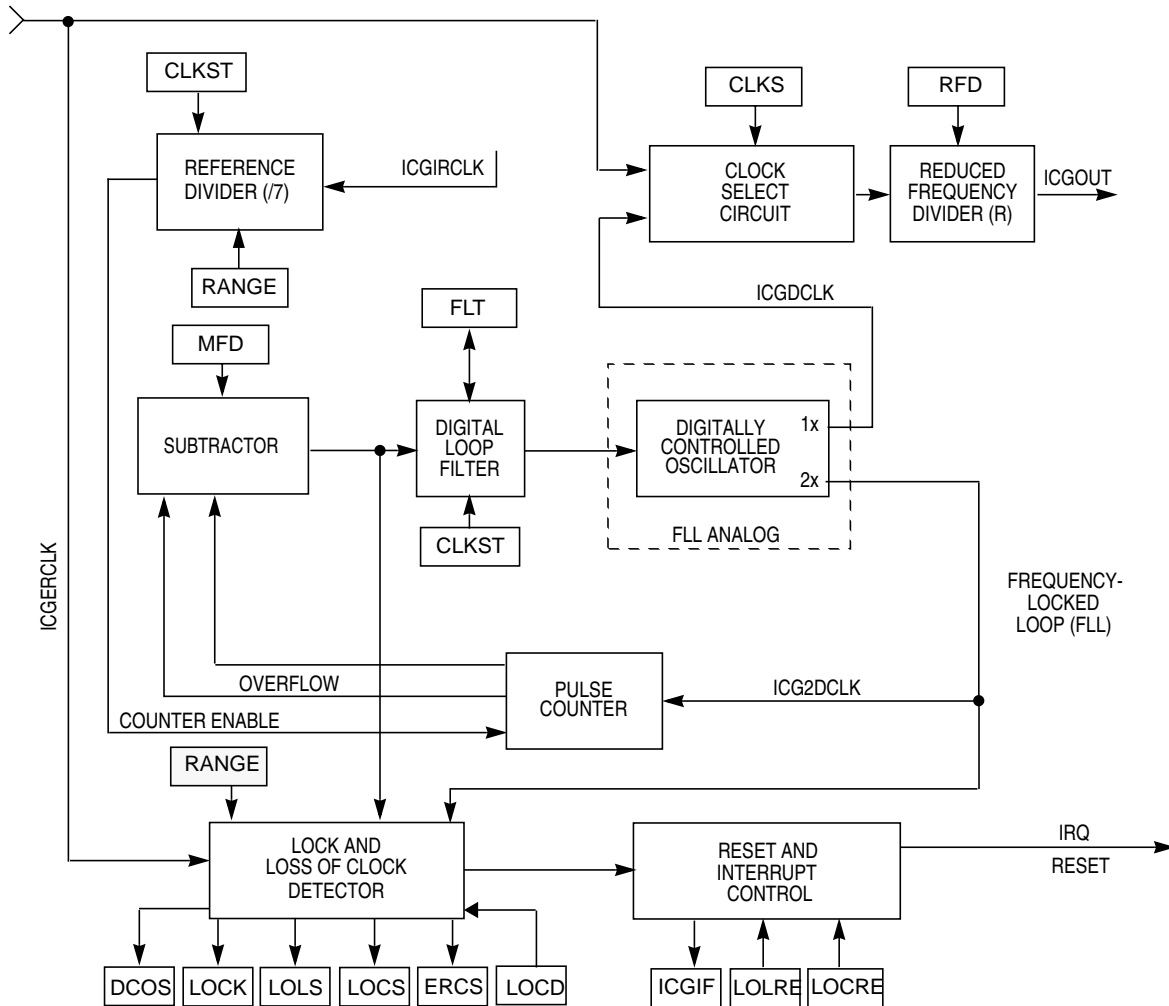 CLKST
CLKS
RFD
REFERENCE
DIVIDER (/7)
ICGIRCLK
CLOCK
SELECT
CIRCUIT
REDUCED
FREQUENCY
DIVIDER (R)
ICGOUT
RANGE
ICGDCLK
FLT
MFD
SUBTRACTOR
DIGITAL
LOOP
FILTER
DIGITALLY
CONTROLLED
OSCILLATOR
1x
2x
FLL ANALOG
CLKST
ICGERCLK
FREQUENCY-
LOCKED
LOOP (FLL)
OVERFLOW
PULSE
COUNTER
ICG2DCLK
COUNTER ENABLE
RANGE
LOCK AND
LOSS OF CLOCK
DETECTOR
RESET AND
INTERRUPT
CONTROL
IRQ
RESET
DCOS
LOCK
LOLS
LOCS
ERCS
LOCD
ICGIF
LOLRE
LOCRE